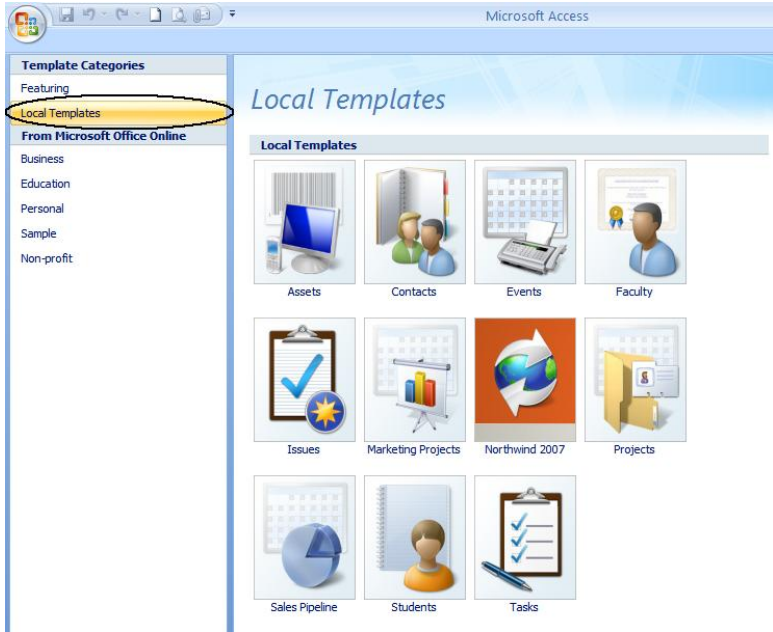 Microsoft Access
Template Categories
Featuring
Local Templates
From Microsoft Office Online
Business
Education
Personal
Sample
Non-profit
Local Templates
Local Templates
Assets
Contacts
Events
Faculty
Issues
Marketing Projects
Northwind 2007
Projects
Sales Pipeline
Students
Tasks